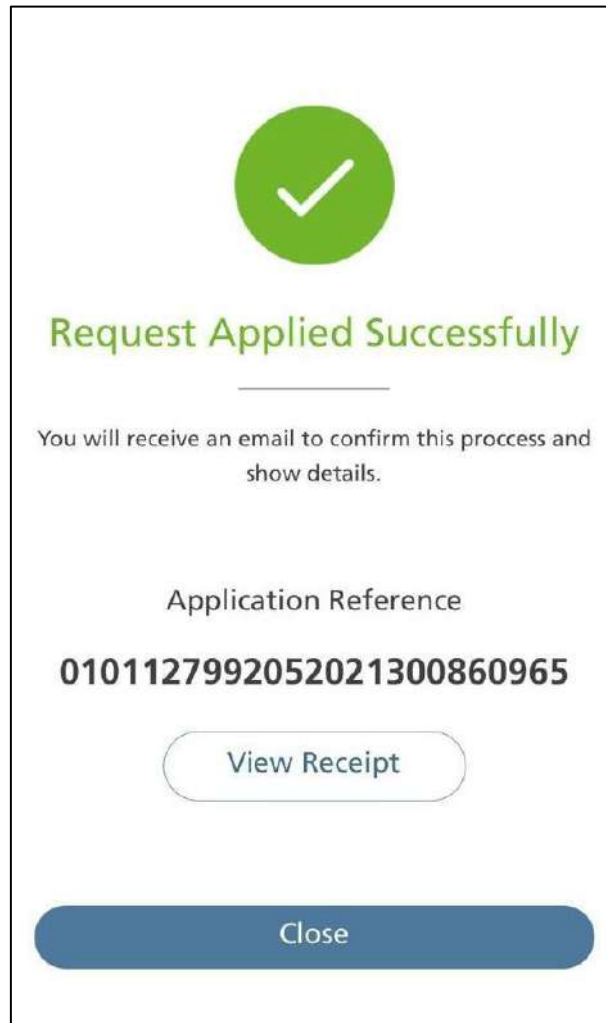 Request Applied Successfully
You will receive an email to confirm this proccess and
show details.
Application Reference
0101127992052021300860965
View Receipt
Close